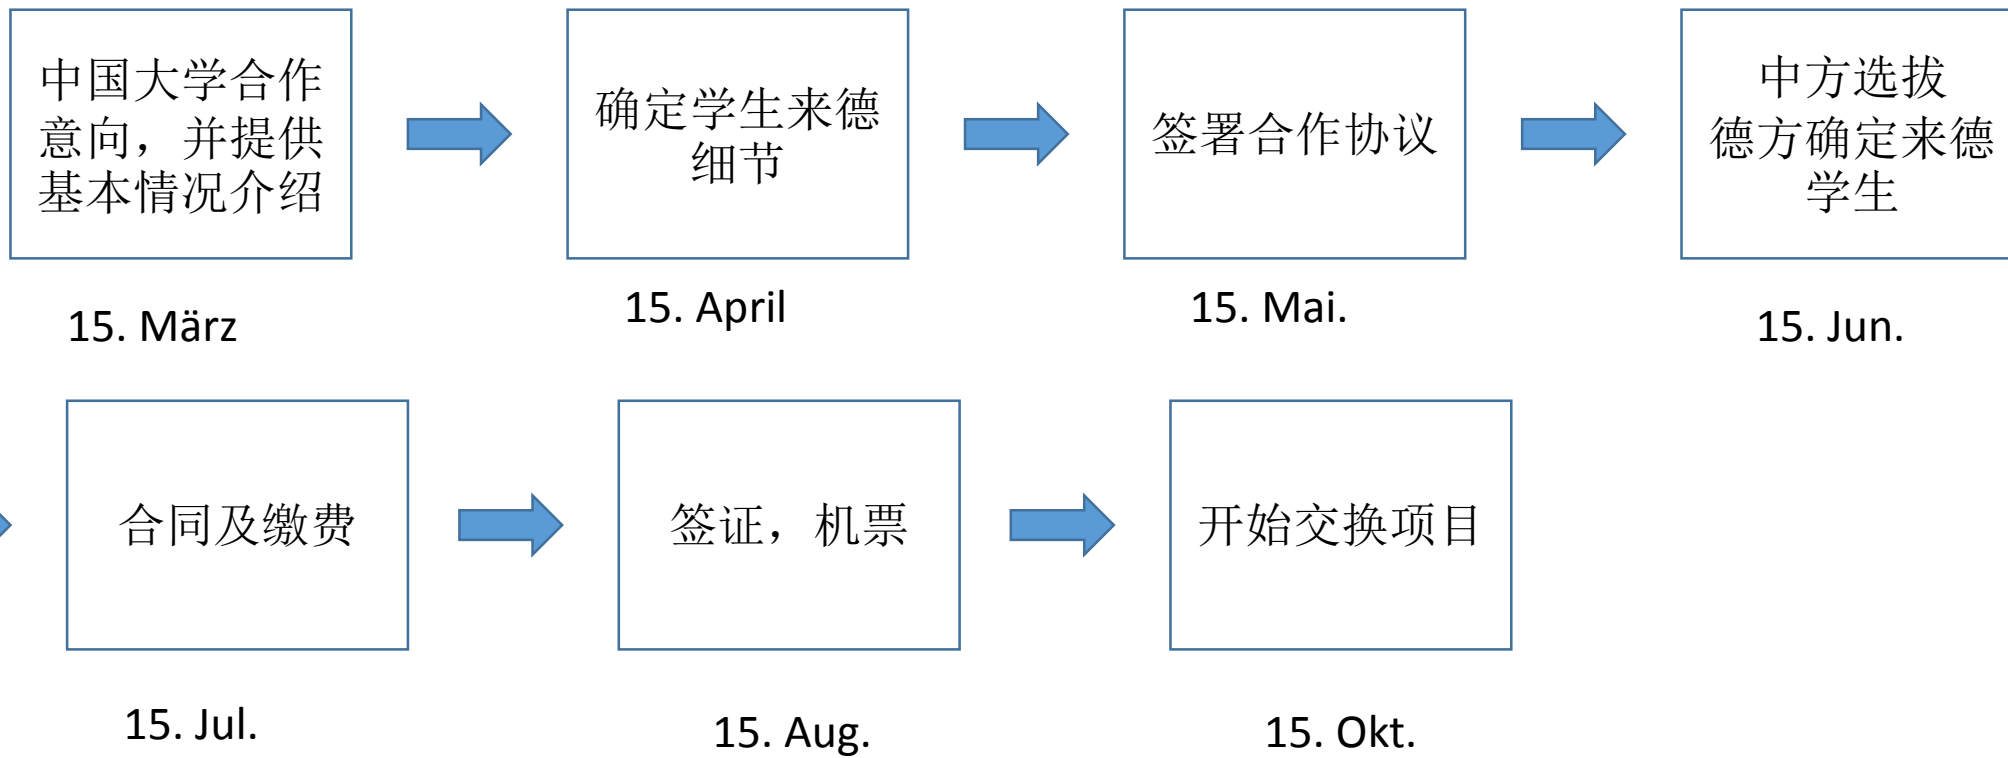 中国大学合作
意向，并提供
基本情况介绍
确定学生来德
细节
签署合作协议
中方选拔
德方确定来德
学生
15. März
15. April
15. Mai.
15. Jun.
合同及缴费
签证，机票
开始交换项目
15. Jul.
15. Aug.
15. Okt.